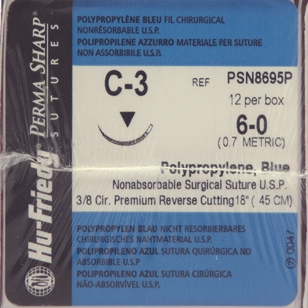 POLYPROPYLÈNE BLEU FIL CHIRURGICAL
NONRÉSORBABLE U.S.P.
POLIPROPILENE AZZURRO MATERIALE PER SUTURE
NON ASSORBIBILE U.S.P.
C-3
REF PSN8695P
12 per box
6-0
(0.7 METRIC)
Polypropylene, Blue
Nonabsorbable Surgical Suture U.S.P.
3/8 Cir. Premium Reverse Cutting 18" ( 45 CM)
POLYPROPYLEN BLAU NICHT RESORBIERBARES
CHIRURGISCHES NAHTMATERIAL U.P.
POLIPROPILENO AZUL SUTURA QUIRÚRGICA NO
ABSORBIBLE U.S.P.
POLIPROPILENO AZUL SUTURA CIRÚRGICA
NÃO-ABSORVÍVEL U.S.P.
Hu-Friedy PERMA SHARP®
SUTURES